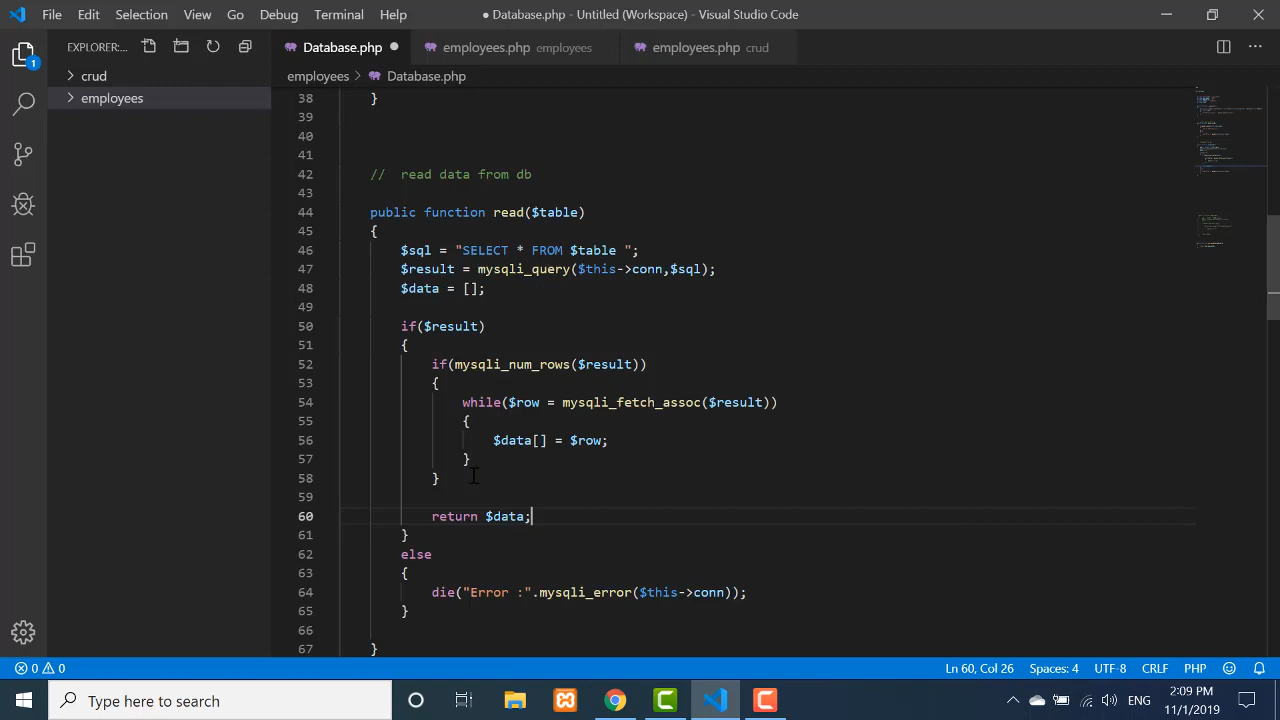 File Edit Selection View Go Debug Terminal Help ● Database.php - Untitled (Workspace) - Visual Studio Code
EXPLORER:... Database.php ● employees.php employees employees.php crud
crud
employees
employees > Database.php
38 }
39
40
41
42 // read data from db
43
44 public function read($table)
45 {
46 $sql = "SELECT * FROM $table ";
47 $result = mysqli_query($this->conn,$sql);
48 $data = [];
49
50 if($result)
51 {
52 if(mysqli_num_rows($result))
53 {
54 while($row = mysqli_fetch_assoc($result))
55 {
56 $data[] = $row;
57 }
58 }
59
60 return $data;
61 }
62 else
63 {
64 die("Error :".mysqli_error($this->conn));
65 }
66
67 }
1
0 0 Ln 60, Col 26 Spaces: 4 UTF-8 CRLF PHP
Type here to search
ENG
2:09 PM
11/1/2019